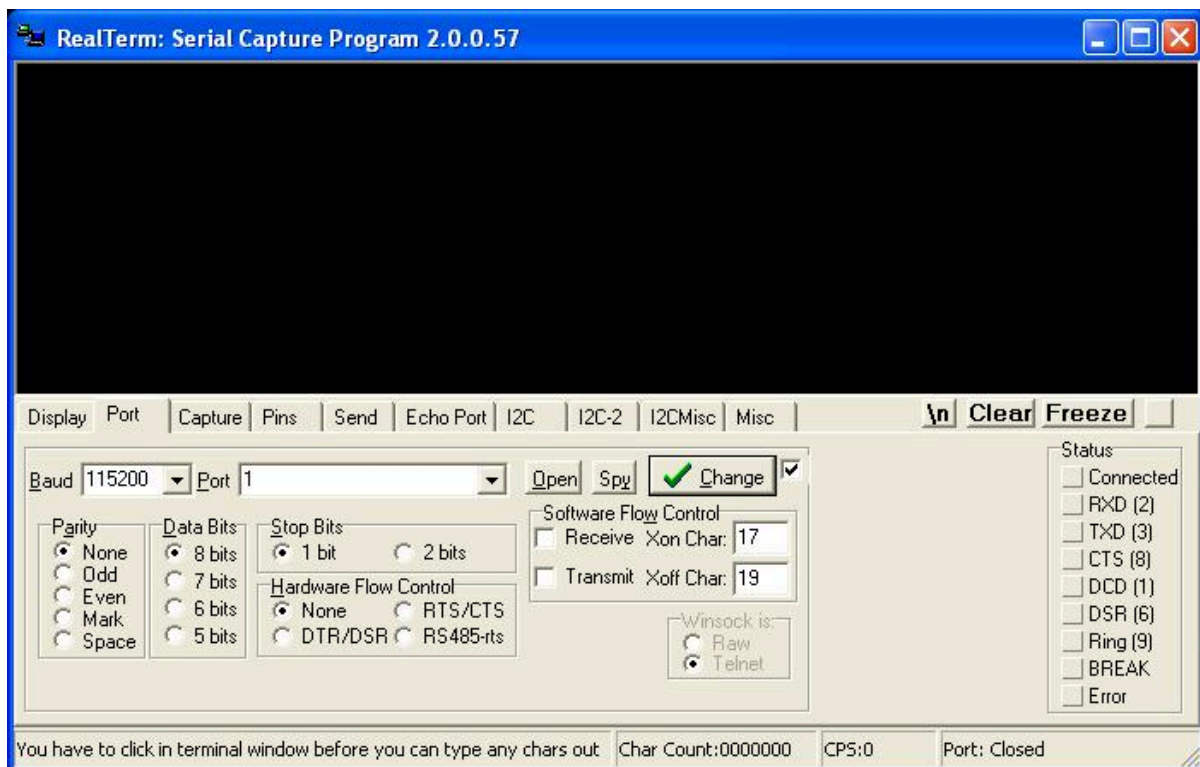 RealTerm: Serial Capture Program 2.0.0.57
Display Port Capture Pins Send Echo Port I2C I2C-2 I2CMisc Misc \n Clear Freeze
Baud 115200 Port 1 Open Spy Change
Parity
None
Odd
Even
Mark
Space
Data Bits
8 bits
7 bits
6 bits
5 bits
Stop Bits
1 bit 2 bits
Hardware Flow Control
None RTS/CTS
DTR/DSR RS485-rts
Software Flow Control
Receive Xon Char: 17
Transmit Xoff Char: 19
Winsock is:
Raw
Telnet
Status
Connected
RXD (2)
TXD (3)
CTS (8)
DCD (1)
DSR (6)
Ring (9)
BREAK
Error
You have to click in terminal window before you can type any chars out Char Count:0000000 CPS:0 Port: Closed